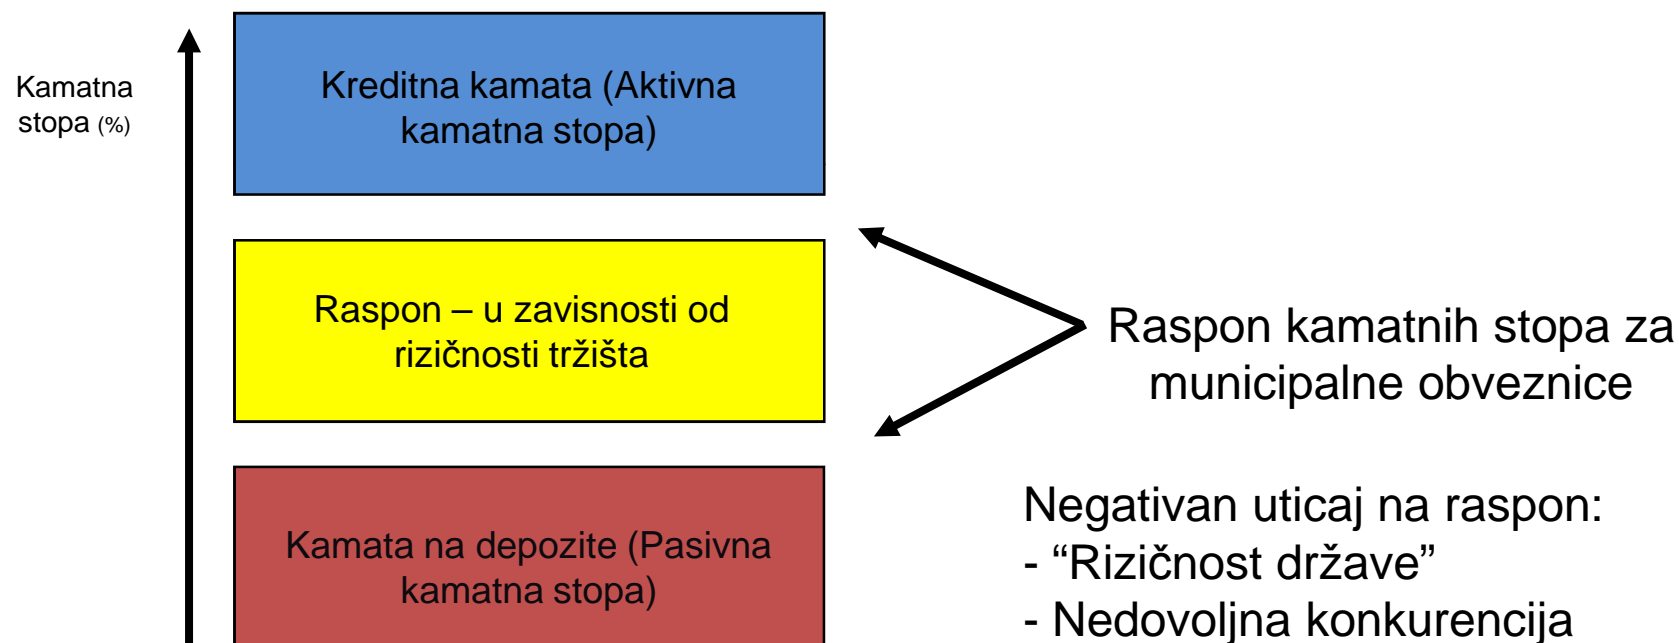 Kamatna
stopa (%)
Kreditna kamata (Aktivna
kamatna stopa)
Raspon – u zavisnosti od
rizičnosti tržišta
Raspon kamatnih stopa za
municipalne obveznice
Kamata na depozite (Pasivna
kamatna stopa)
Negativan uticaj na raspon:
- “Rizičnost države”
- Nedovoljna konkurencija